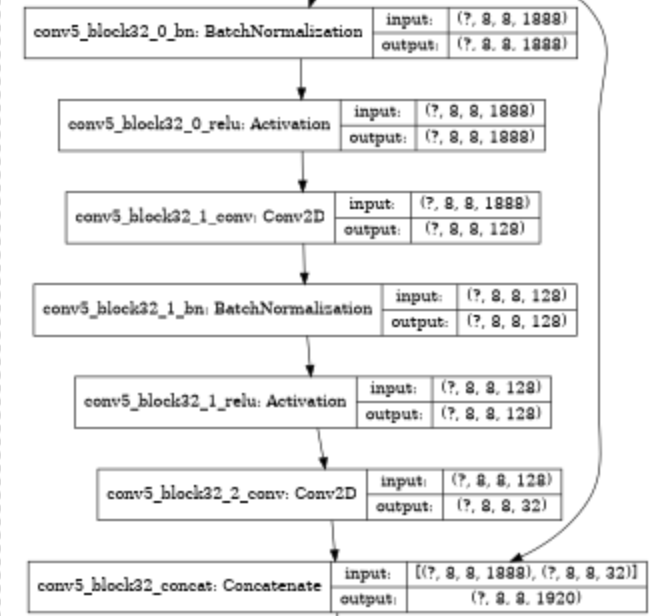 conv5_block32_0_bn: BatchNormalization
input: (?, 8, 8, 1888)
output: (?, 8, 8, 1888)
conv5_block32_0_relu: Activation
input: (?, 8, 8, 1888)
output: (?, 8, 8, 1888)
conv5_block32_1_conv: Conv2D
input: (?, 8, 8, 1888)
output: (?, 8, 8, 128)
conv5_block32_1_bn: BatchNormalization
input: (?, 8, 8, 128)
output: (?, 8, 8, 128)
conv5_block32_1_relu: Activation
input: (?, 8, 8, 128)
output: (?, 8, 8, 128)
conv5_block32_2_conv: Conv2D
input: (?, 8, 8, 128)
output: (?, 8, 8, 32)
conv5_block32_concat: Concatenate
input: [(?, 8, 8, 1888), (?, 8, 8, 32)]
output: (?, 8, 8, 1920)